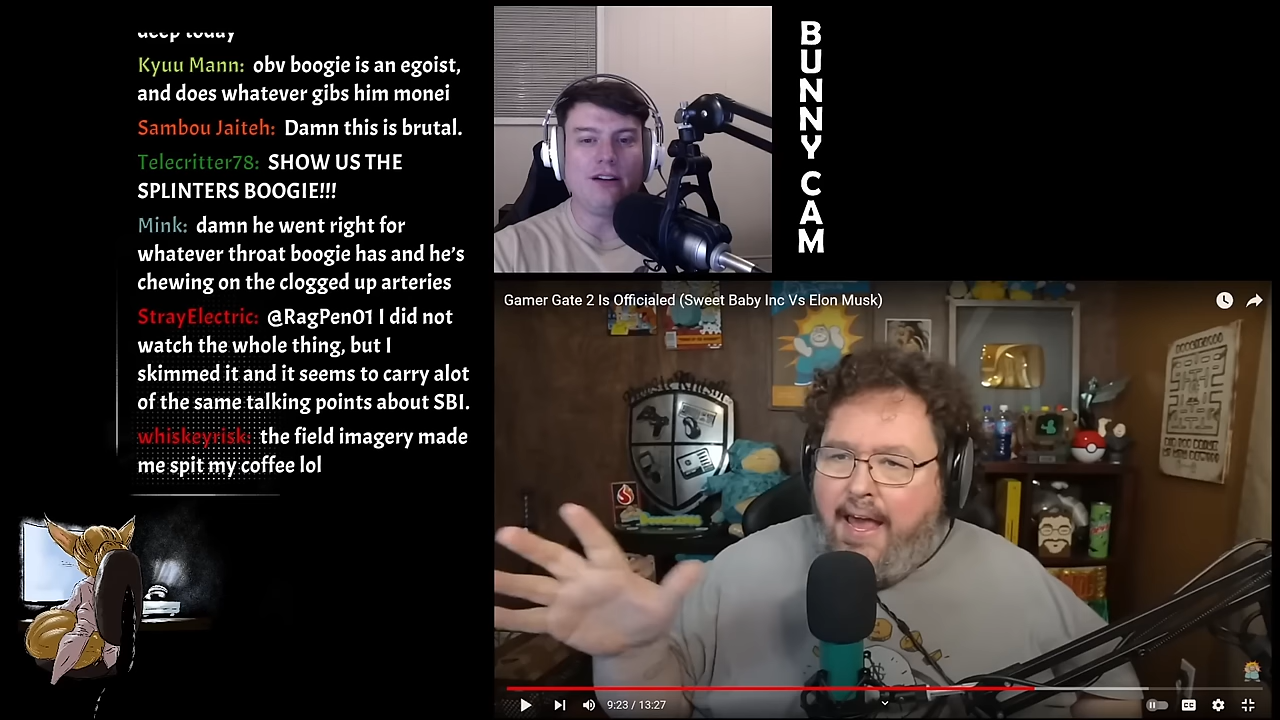 deep today
Kyuu Mann: obv boogie is an egoist,
and does whatever gibs him monei
Sambou Jaiteh: Damn this is brutal.
Telecritter78: SHOW US THE
SPLINTERS BOOGIE!!!
Mink: damn he went right for
whatever throat boogie has and he's
chewing on the clogged up arteries
StrayElectric: @RagPen01 I did not
watch the whole thing, but I
skimmed it and it seems to carry alot
of the same talking points about SBI.
whiskeyrisk: the field imagery made
me spit my coffee lol
BUNNY CAM
Gamer Gate 2 Is Officialed (Sweet Baby Inc Vs Elon Musk)
9:23 / 13:27
CC